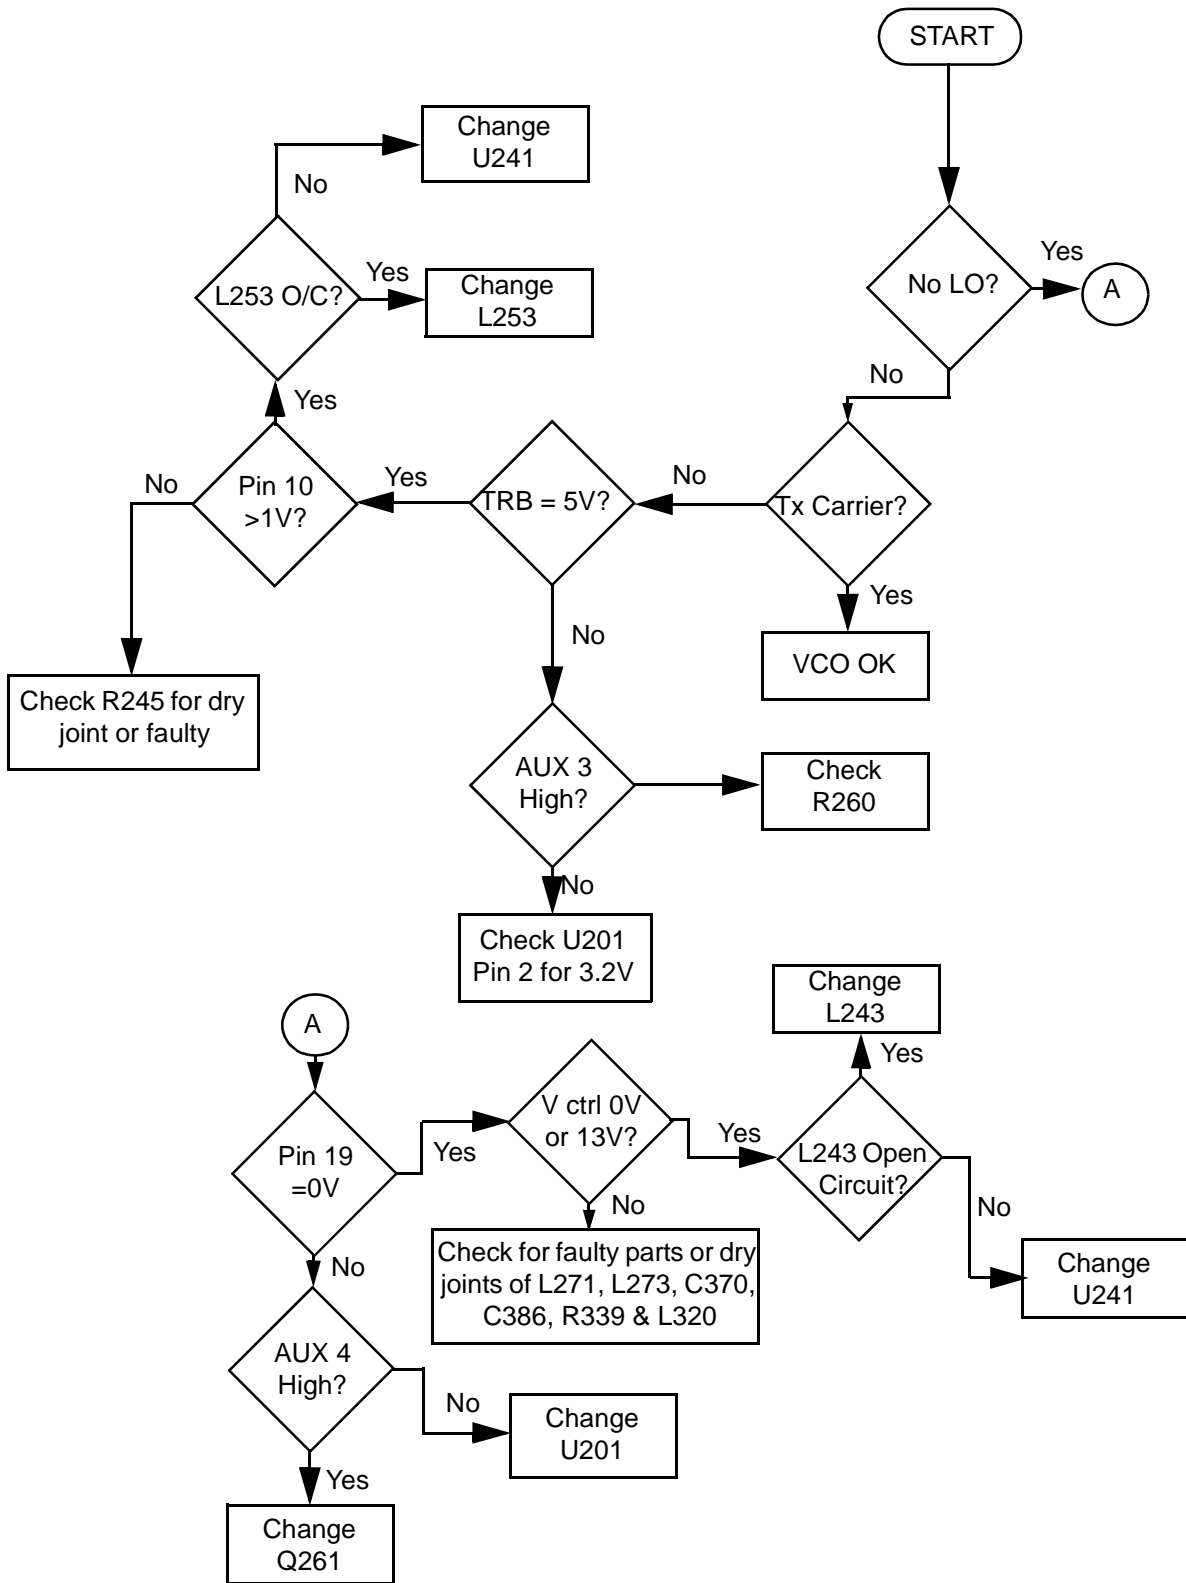 START
No LO?
Yes
A
No
Tx Carrier?
Yes
VCO OK
No
TRB = 5V?
Yes
Pin 10
>1V?
No
Check R245 for dry
joint or faulty
Yes
L253 O/C?
Yes
Change
L253
No
Change
U241
No
AUX 3
High?
Check
R260
No
Check U201
Pin 2 for 3.2V
A
Pin 19
=0V
Yes
V ctrl 0V
or 13V?
Yes
L243 Open
Circuit?
Yes
Change
L243
No
Change
U241
No
Check for faulty parts or dry
joints of L271, L273, C370,
C386, R339 & L320
No
AUX 4
High?
No
Change
U201
Yes
Change
Q261